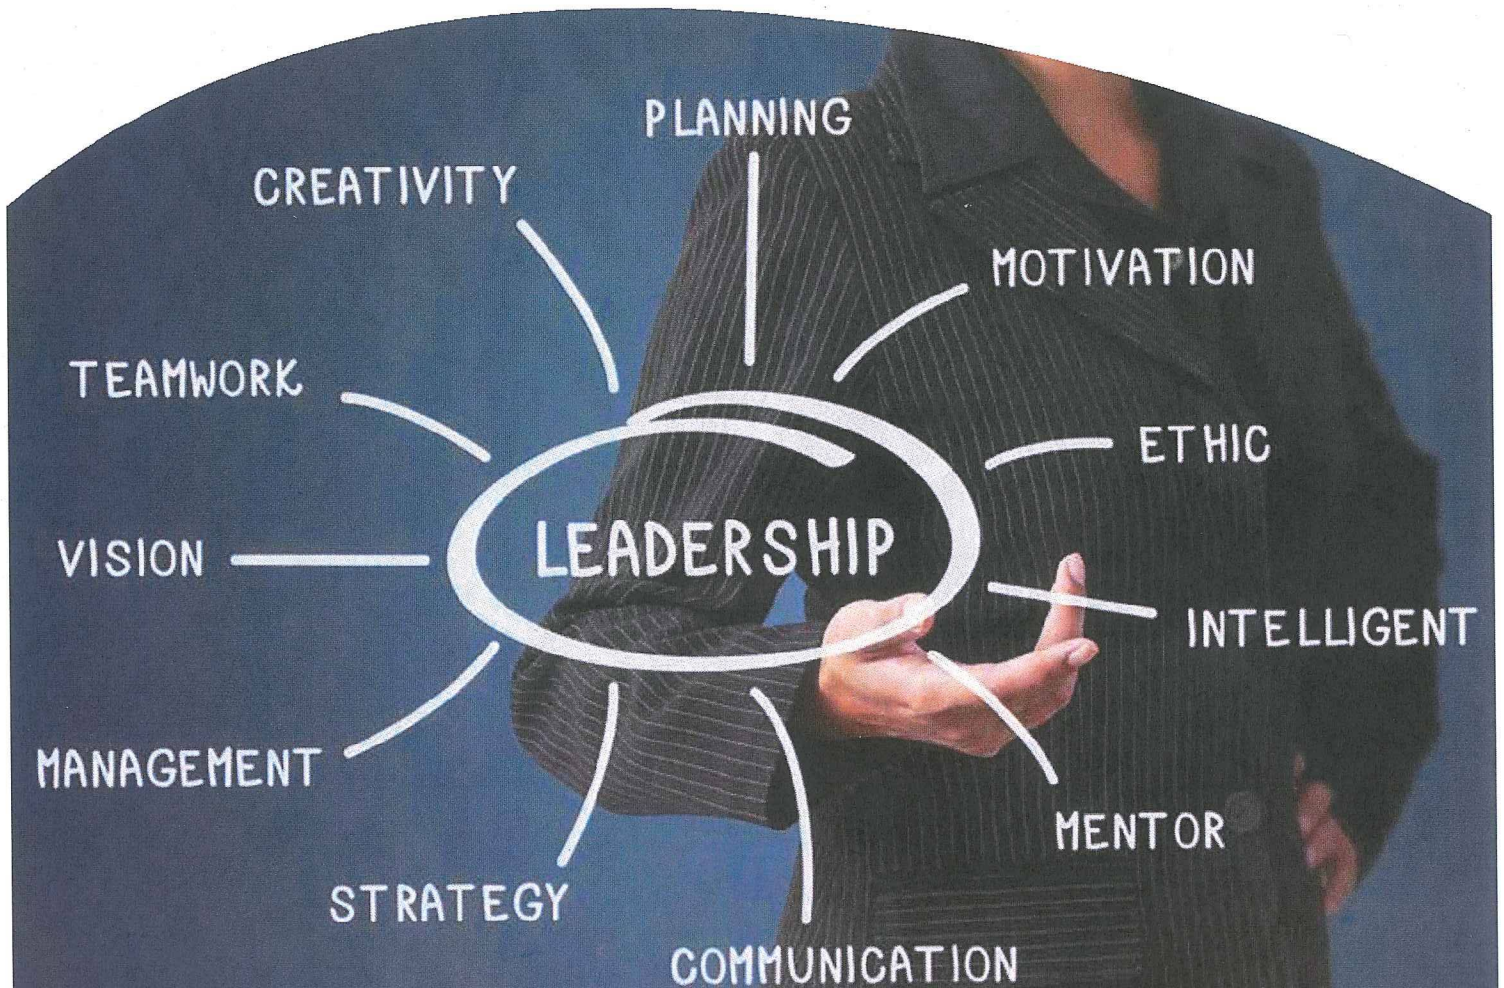 PLANNING
CREATIVITY
MOTIVATION
TEAMWORK
ETHIC
LEADERSHIP
VISION
INTELLIGENT
MANAGEMENT
MENTOR
STRATEGY
COMMUNICATION